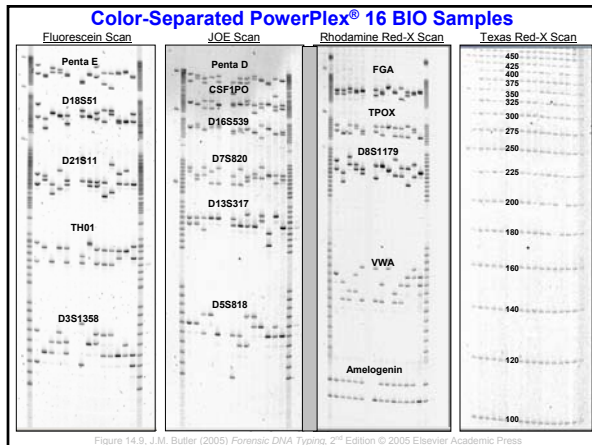 Color-Separated PowerPlex® 16 BIO Samples
Fluorescein Scan
Penta E
D18S51
D21S11
TH01
D3S1358
JOE Scan
Penta D
CSF1PO
D16S539
D7S820
D13S317
D5S818
Rhodamine Red-X Scan
FGA
TPOX
D8S1179
VWA
Amelogenin
Texas Red-X Scan
450
425
400
375
350
325
300
275
250
225
200
180
160
140
120
100
Figure 14.9, J.M. Butler (2005) Forensic DNA Typing, 2nd Edition © 2005 Elsevier Academic Press